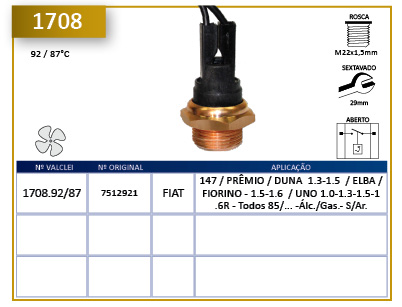 1708
92 / 87°C
ROSCA
M22x1,5mm
SEXTAVADO
29mm
ABERTO
Nº VALCLEI
Nº ORIGINAL
APLICAÇÃO
1708.92/87
7512921
FIAT
147 / PRÊMIO / DUNA 1.3-1.5 / ELBA /
FIORINO - 1.5-1.6 / UNO 1.0-1.3-1.5-1
.6R - Todos 85/... -Álc./Gas.- S/Ar.